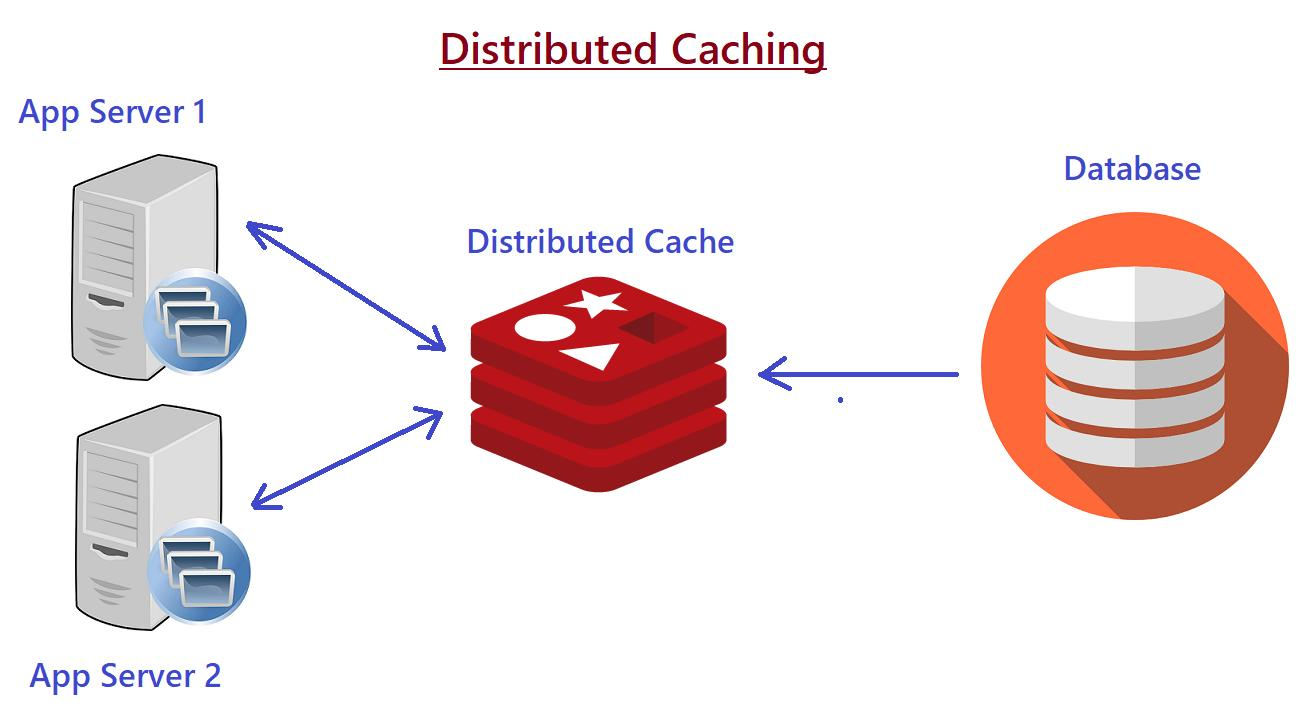 Distributed Caching
App Server 1
Database
Distributed Cache
App Server 2